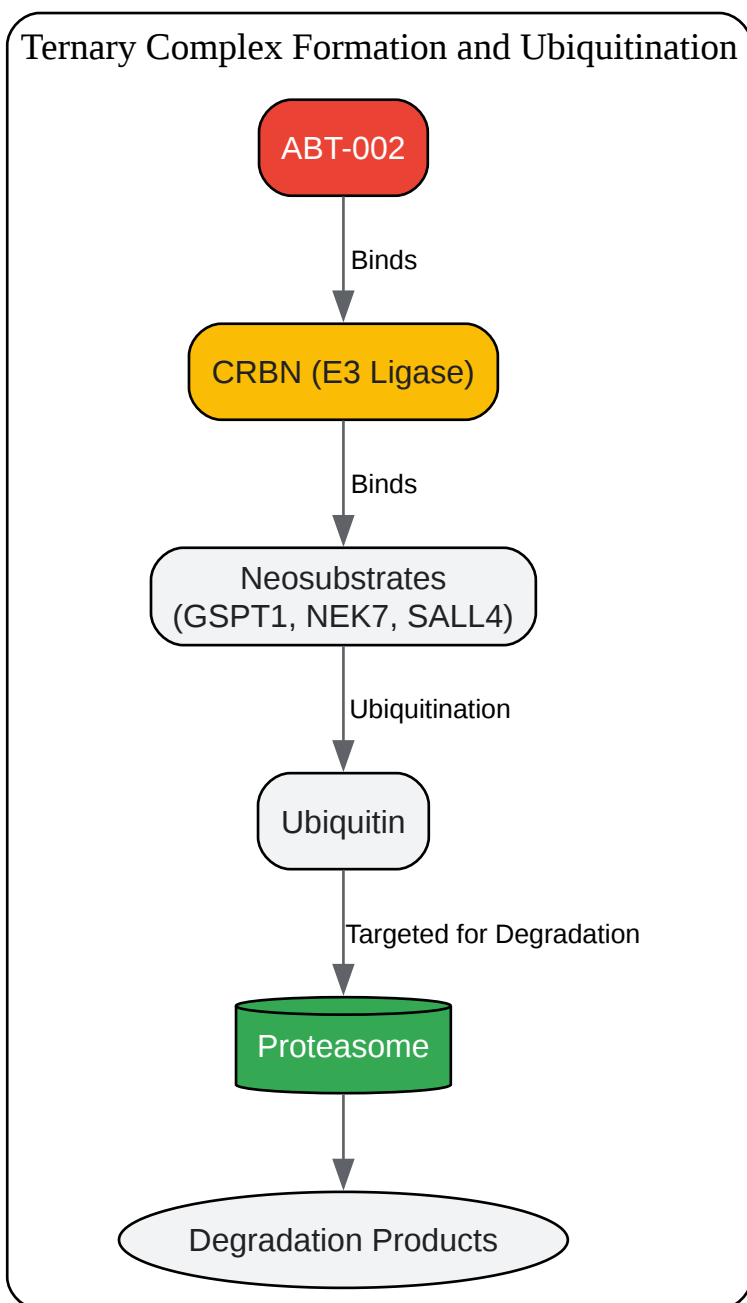 Ternary Complex Formation and Ubiquitination
ABT-002
Binds
CRBN (E3 Ligase)
Binds
Neosubstrates
(GSPT1, NEK7, SALL4)
Ubiquitination
Ubiquitin
Targeted for Degradation
Proteasome
Degradation Products